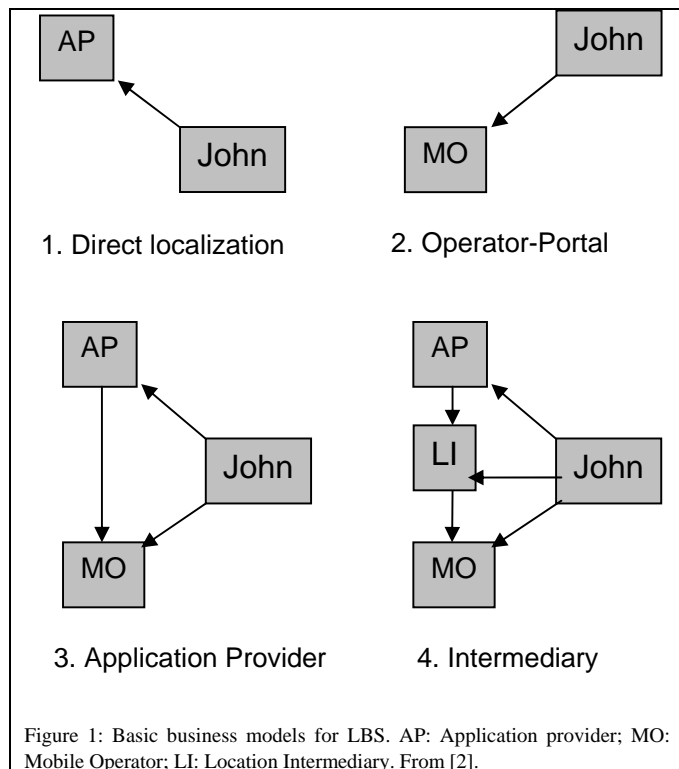 AP
John
1. Direct localization
John
MO
2. Operator-Portal
AP
John
MO
3. Application Provider
AP
LI
John
MO
4. Intermediary
Figure 1: Basic business models for LBS. AP: Application provider; MO:
Mobile Operator; LI: Location Intermediary. From [2].